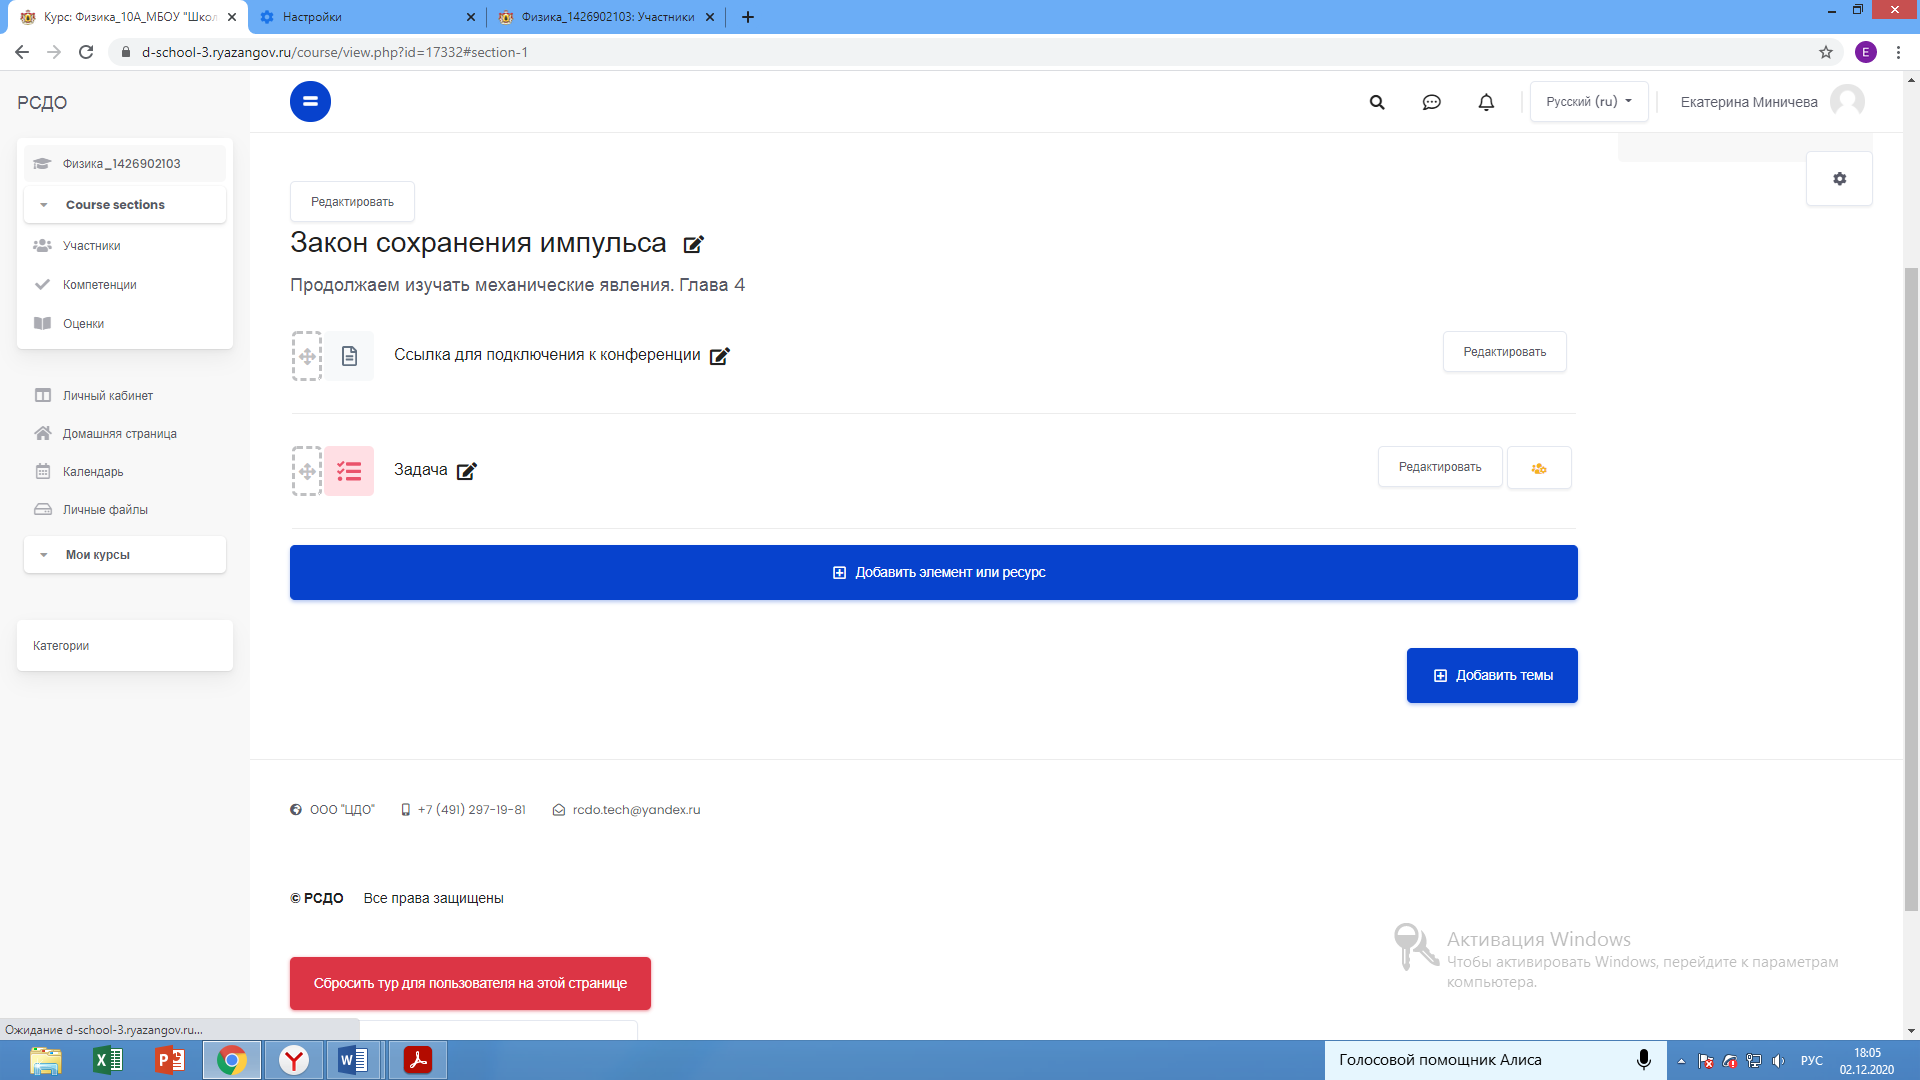 Курс: Физика_10А_МБОУ "Школ
Настройки
Физика_1426902103: Участники
d-school-3.ryazangov.ru/course/view.php?id=17332#section-1
E
РСДО
Русский (ru)
Екатерина Миничева
Физика_1426902103
Course sections
Участники
Компетенции
Оценки
Личный кабинет
Домашняя страница
Календарь
Личные файлы
Мои курсы
Категории
Редактировать
Закон сохранения импульса
Продолжаем изучать механические явления. Глава 4
Ссылка для подключения к конференции
Редактировать
Задача
Редактировать
Добавить элемент или ресурс
Добавить темы
ООО "ЦДО" +7 (491) 297-19-81 rcdo.tech@yandex.ru
© РСДО Все права защищены
Активация Windows
Чтобы активировать Windows, перейдите к параметрам
компьютера.
Сбросить тур для пользователя на этой странице
Ожидание d-school-3.ryazangov.ru...
Голосовой помощник Алиса
РУС
18:05
02.12.2020